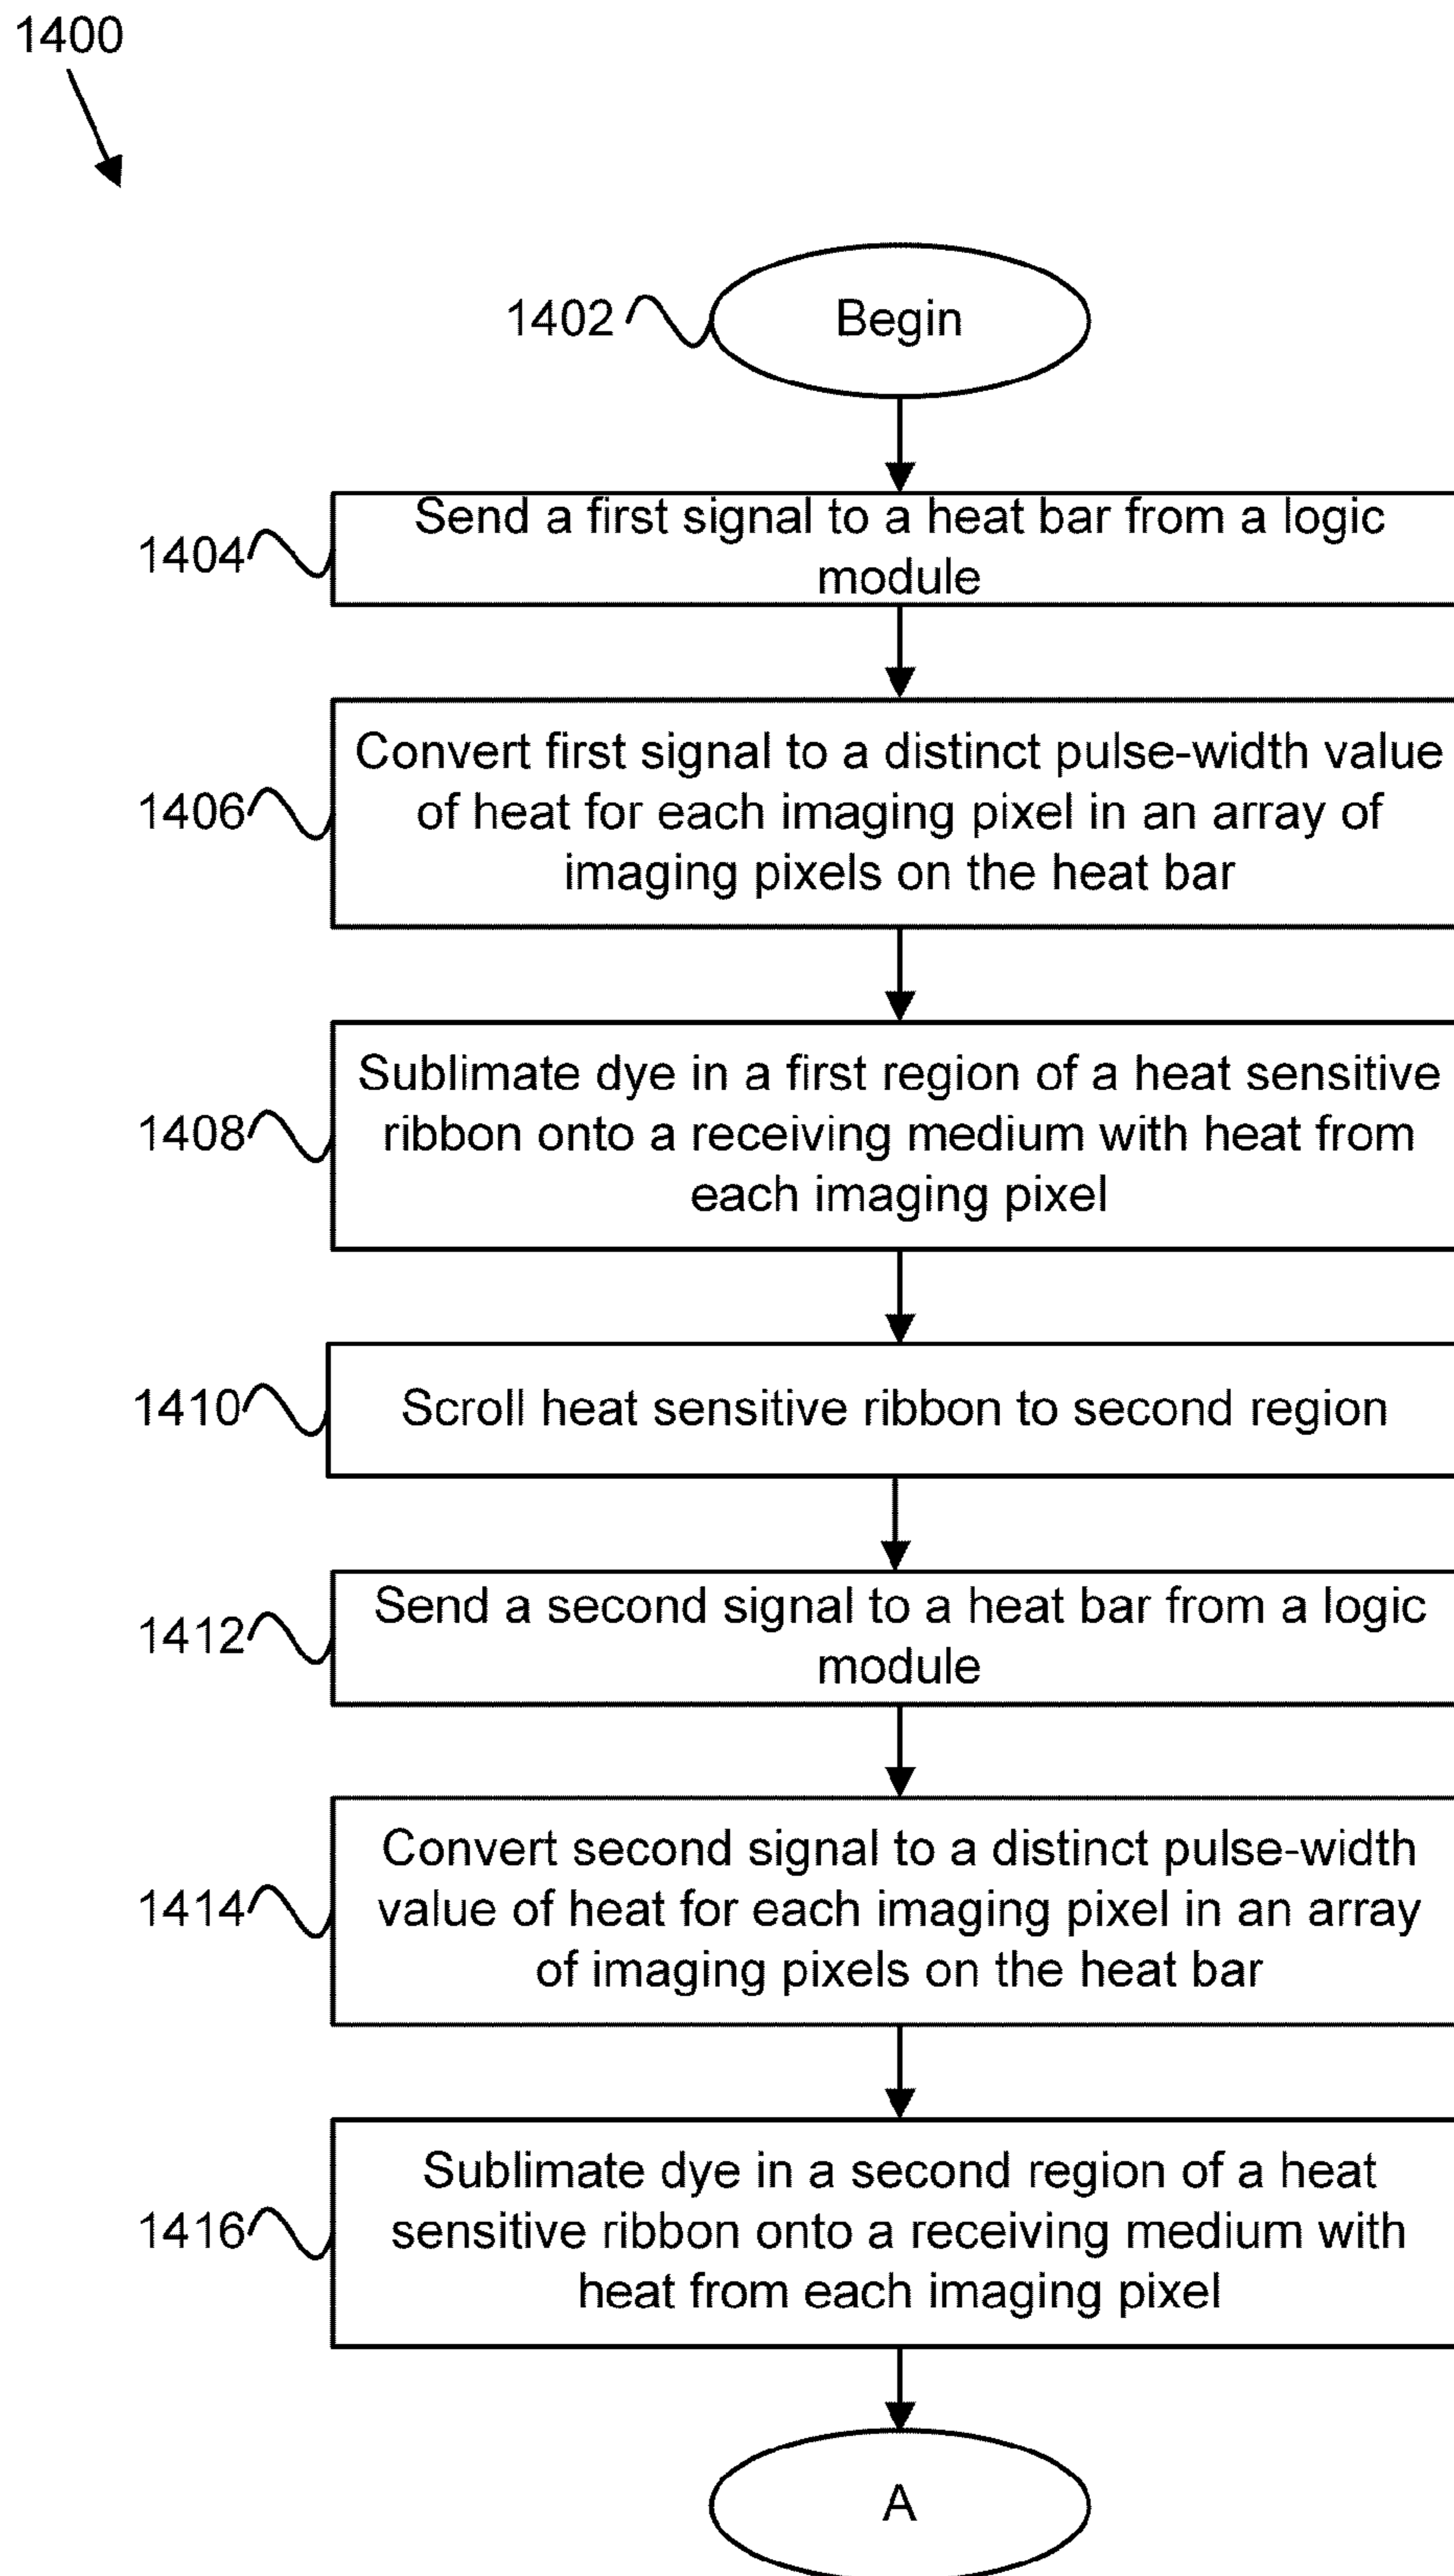 1400
1402
Begin
1404
Send a first signal to a heat bar from a logic
module
1406
Convert first signal to a distinct pulse-width value
of heat for each imaging pixel in an array of
imaging pixels on the heat bar
1408
Sublimate dye in a first region of a heat sensitive
ribbon onto a receiving medium with heat from
each imaging pixel
1410
Scroll heat sensitive ribbon to second region
1412
Send a second signal to a heat bar from a logic
module
1414
Convert second signal to a distinct pulse-width
value of heat for each imaging pixel in an array
of imaging pixels on the heat bar
1416
Sublimate dye in a second region of a heat
sensitive ribbon onto a receiving medium with
heat from each imaging pixel
A